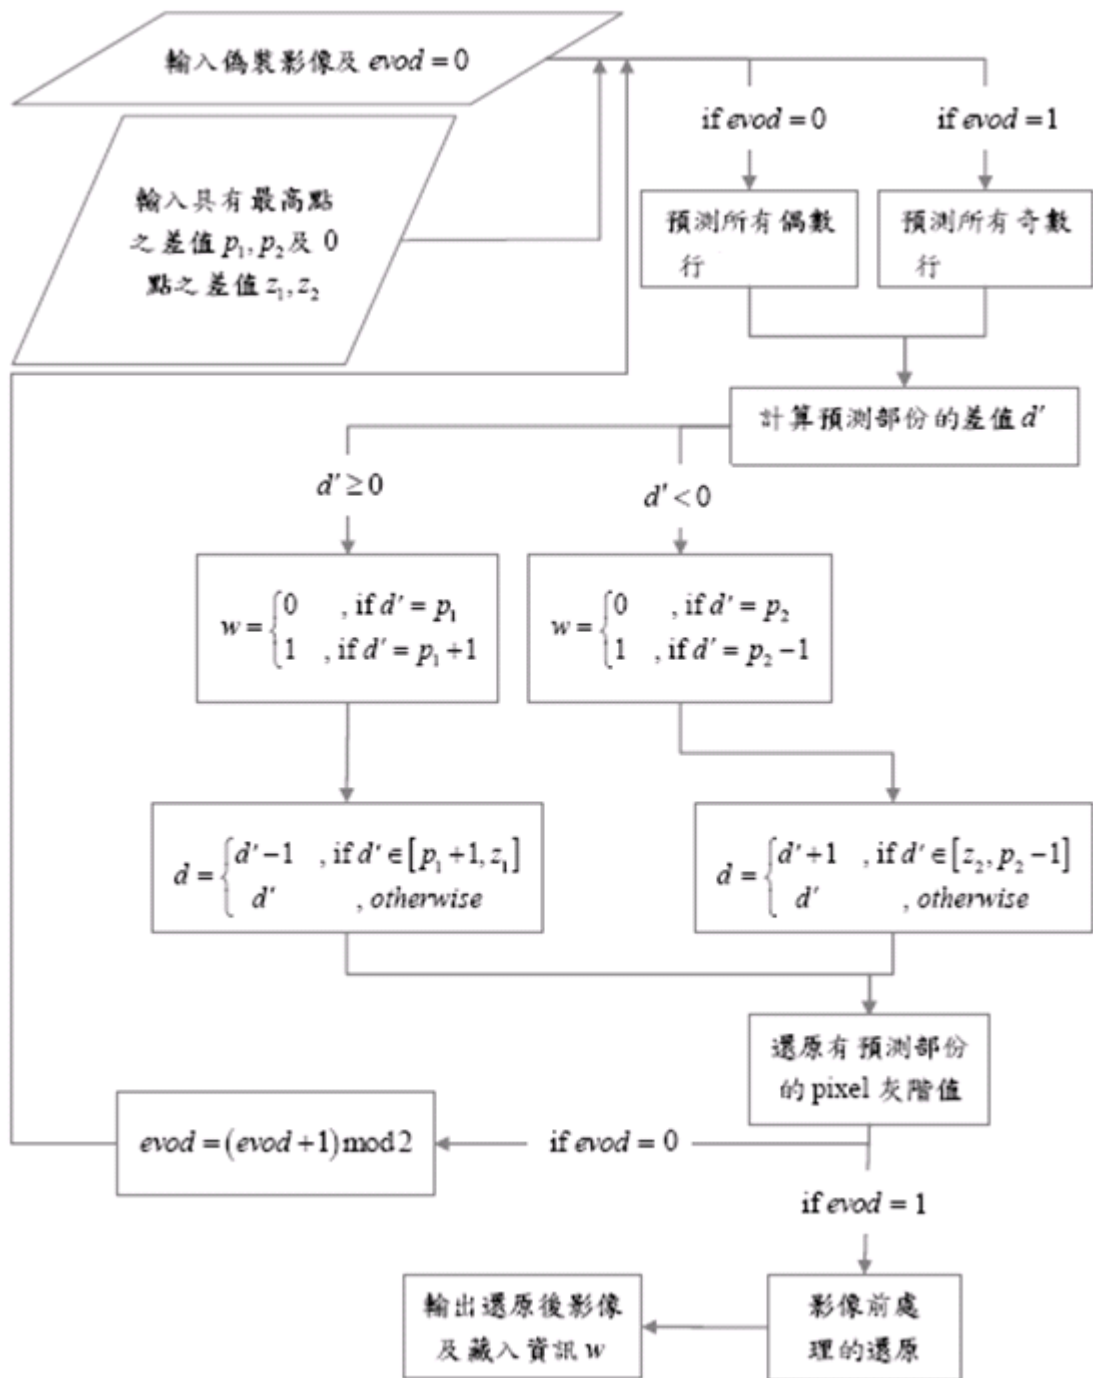 輸入偽裝影像及 evod = 0
if evod = 0
if evod = 1
輸入具有最高點
之差值 p₁, p₂ 及 0
點之差值 z₁, z₂
預測所有偶數
行
預測所有奇數
行
計算預測部份的差值 d′
d′ ≥ 0
d′ < 0
w = { 0 , if d′ = p₁
1 , if d′ = p₁ + 1
w = { 0 , if d′ = p₂
1 , if d′ = p₂ − 1
d = { d′ − 1 , if d′ ∈ [p₁ + 1, z₁]
d′ , otherwise
d = { d′ + 1 , if d′ ∈ [z₂, p₂ − 1]
d′ , otherwise
還原有預測部份
的 pixel 灰階值
evod = (evod + 1) mod 2
if evod = 0
if evod = 1
輸出還原後影像
及藏入資訊 w
影像前處
理的還原